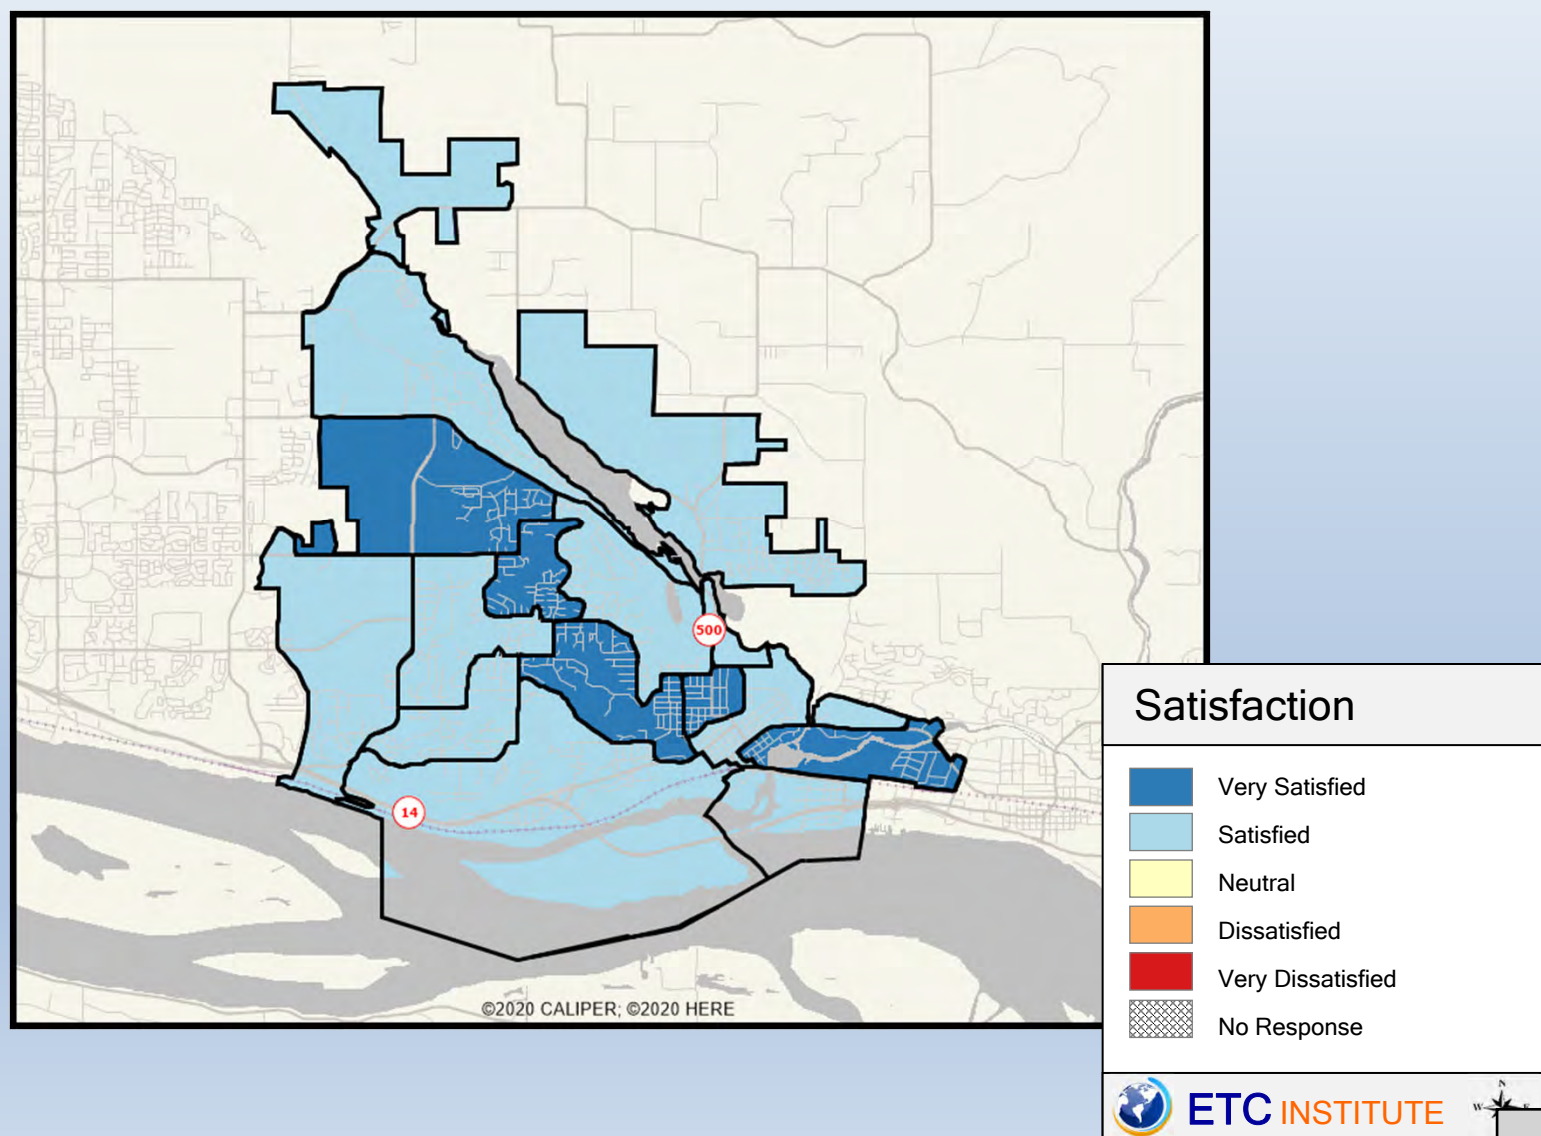 500
14
©2020 CALIPER; ©2020 HERE
Satisfaction
Very Satisfied
Satisfied
Neutral
Dissatisfied
Very Dissatisfied
No Response
ETC INSTITUTE
N
W E